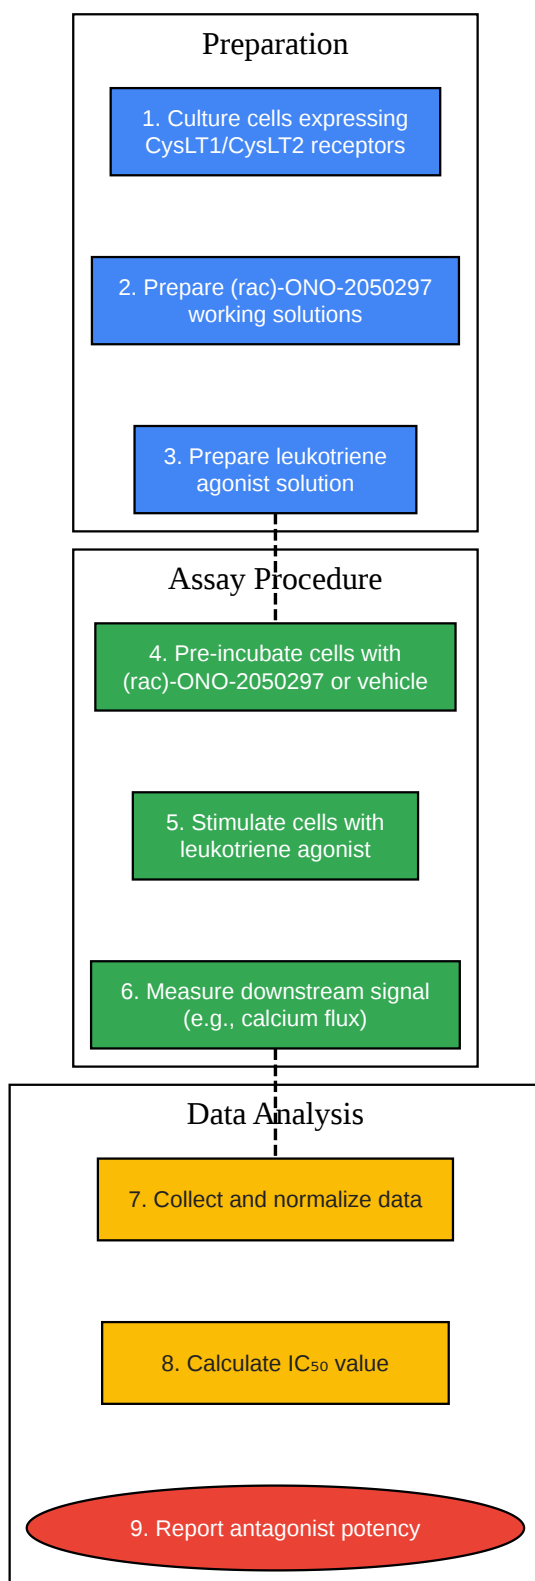 Preparation
1. Culture cells expressing
CysLT1/CysLT2 receptors
2. Prepare (rac)-ONO-2050297
working solutions
3. Prepare leukotriene
agonist solution
Assay Procedure
4. Pre-incubate cells with
(rac)-ONO-2050297 or vehicle
5. Stimulate cells with
leukotriene agonist
6. Measure downstream signal
(e.g., calcium flux)
Data Analysis
7. Collect and normalize data
8. Calculate IC₅₀ value
9. Report antagonist potency